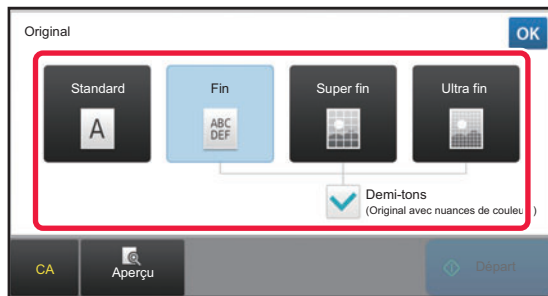 Original
OK
Standard
Fin
Super fin
Ultra fin
A
ABC
DEF
Demi-tons
(Original avec nuances de couleur )
CA
Aperçu
Départ